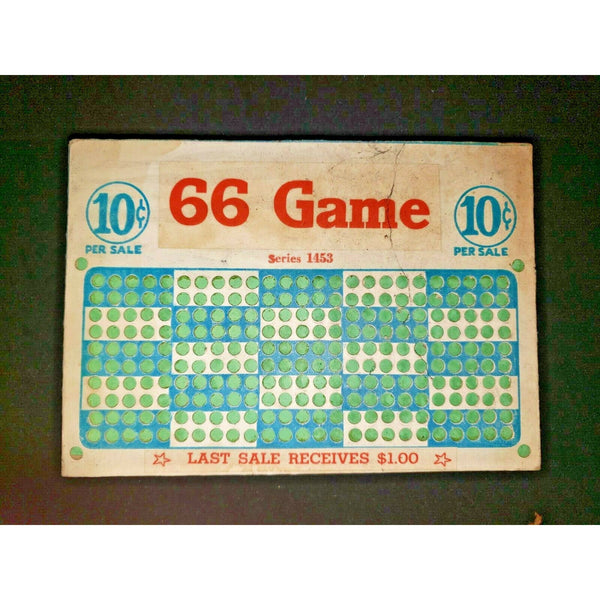 66 Game
10¢
PER SALE
10¢
PER SALE
Series 1453
LAST SALE RECEIVES $1.00